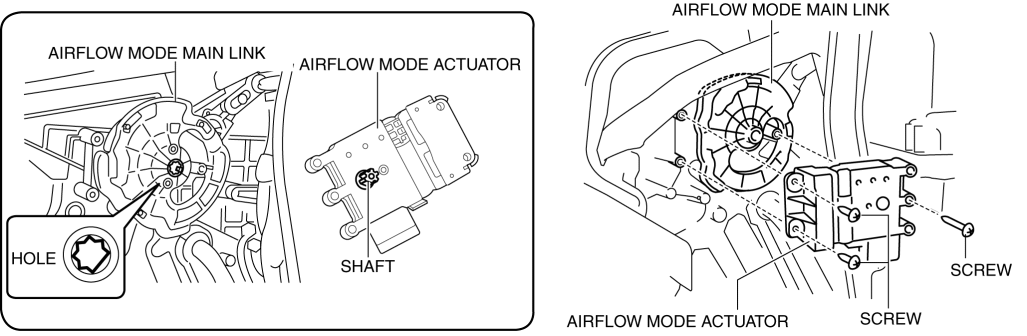 AIRFLOW MODE MAIN LINK
AIRFLOW MODE ACTUATOR
HOLE
SHAFT
AIRFLOW MODE MAIN LINK
SCREW
AIRFLOW MODE ACTUATOR
SCREW